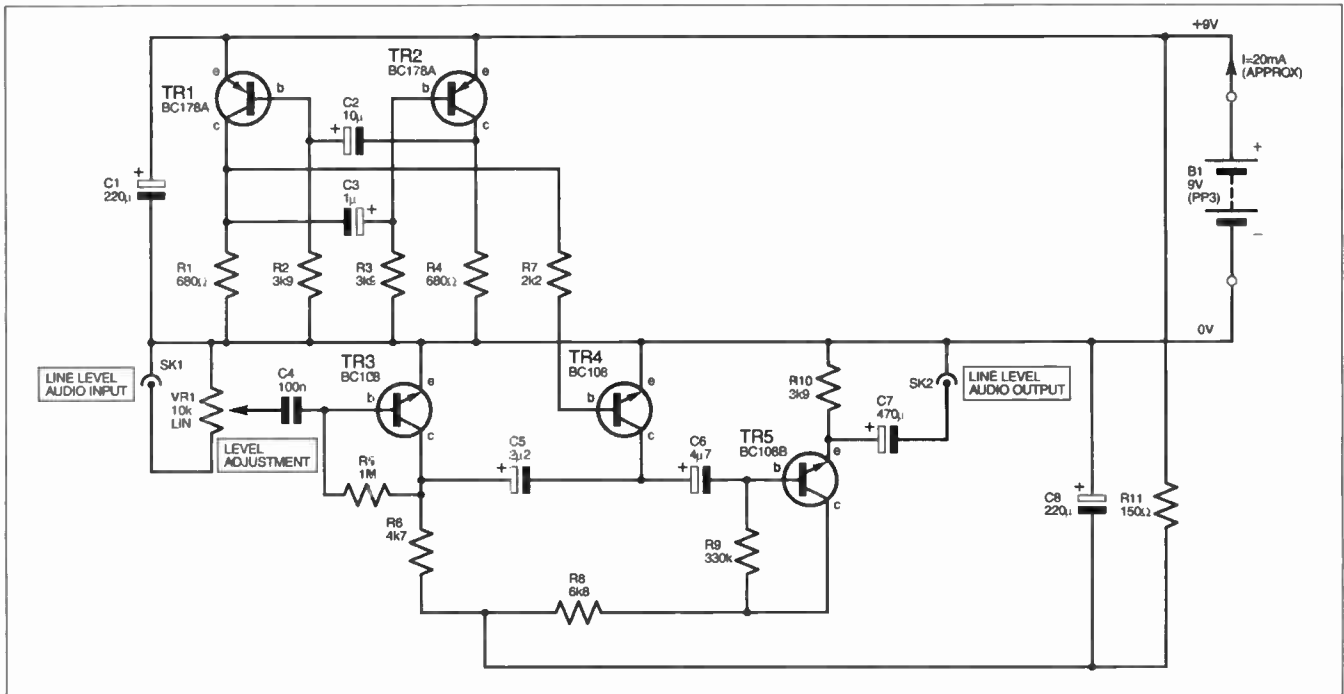 +9V
TR1
BC178A
e
b
c
TR2
BC178A
e
b
c
C2
10µ
+
C3
1µ
+
C1
220µ
+
R1
680Ω
R2
3k9
R3
3k9
R4
680Ω
R7
2k2
I=20mA
(APPROX)
B1
9V
(PP3)
+
−
0V
SK1
LINE LEVEL
AUDIO INPUT
VR1
10k
LIN
LEVEL
ADJUSTMENT
C4
100n
TR3
BC108
e
b
c
R5
1M
R6
4k7
C5
2µ2
+
TR4
BC108
e
b
c
C6
4µ7
+
TR5
BC108B
e
b
c
R10
3k9
C7
470µ
+
SK2
LINE LEVEL
AUDIO OUTPUT
R9
330k
R8
6k8
C8
220µ
+
R11
150Ω